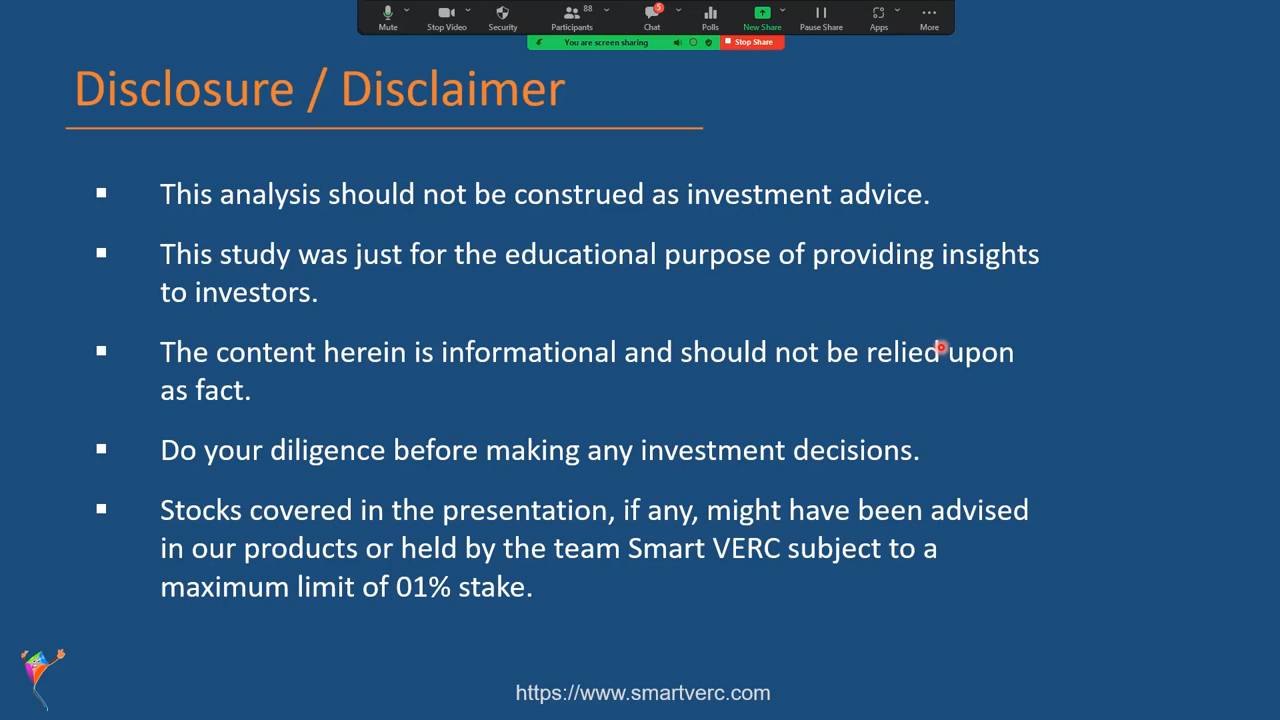 Mute
Stop Video
Security
88
Participants
5
Chat
Polls
New Share
Pause Share
Apps
More
You are screen sharing
Stop Share
Disclosure / Disclaimer
This analysis should not be construed as investment advice.
This study was just for the educational purpose of providing insights
to investors.
The content herein is informational and should not be relied upon
as fact.
Do your diligence before making any investment decisions.
Stocks covered in the presentation, if any, might have been advised
in our products or held by the team Smart VERC subject to a
maximum limit of 01% stake.
https://www.smartverc.com